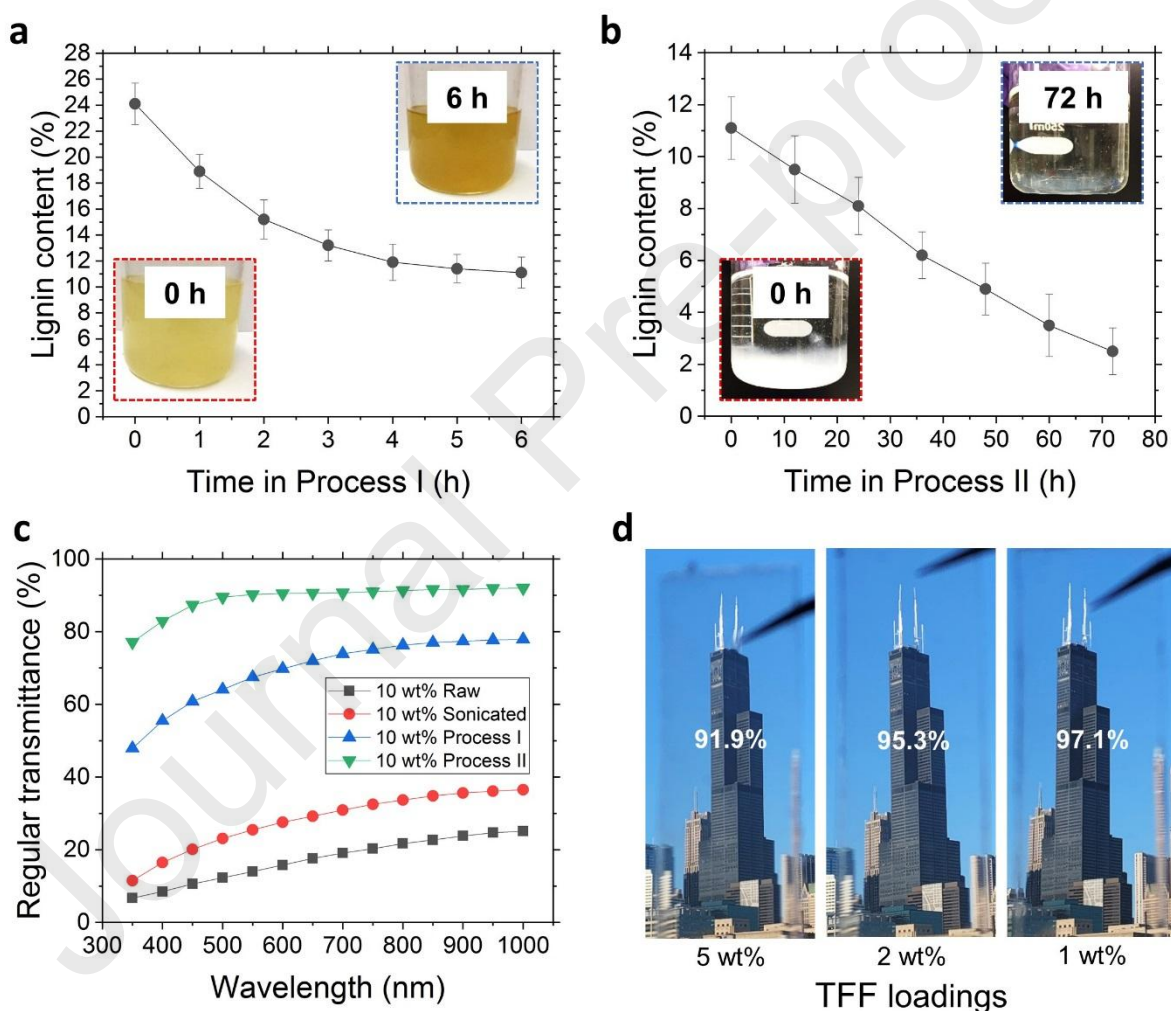 a
28
26
24
22
20
18
16
14
12
10
8
6
4
2
0
Lignin content (%)
6 h
0 h
0 1 2 3 4 5 6
Time in Process I (h)
b
14
12
10
8
6
4
2
0
Lignin content (%)
72 h
250ml
0 h
0 10 20 30 40 50 60 70 80
Time in Process II (h)
c
100
80
60
40
20
0
Regular transmittance (%)
10 wt% Raw
10 wt% Sonicated
10 wt% Process I
10 wt% Process II
300 400 500 600 700 800 900 1000
Wavelength (nm)
d
91.9% 95.3% 97.1%
5 wt% 2 wt% 1 wt%
TFF loadings
Journal Pre-proo